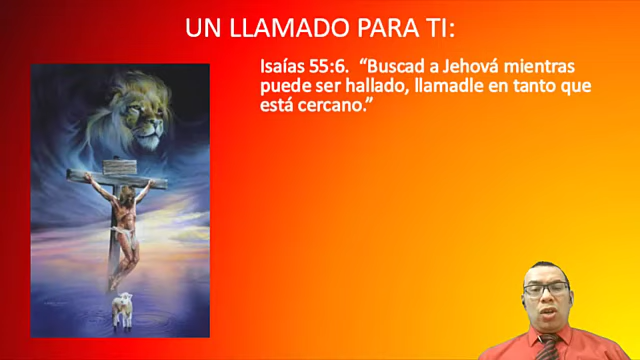 UN LLAMADO PARA TI:
Isaías 55:6. “Buscad a Jehová mientras
puede ser hallado, llamadle en tanto que
está cercano.”